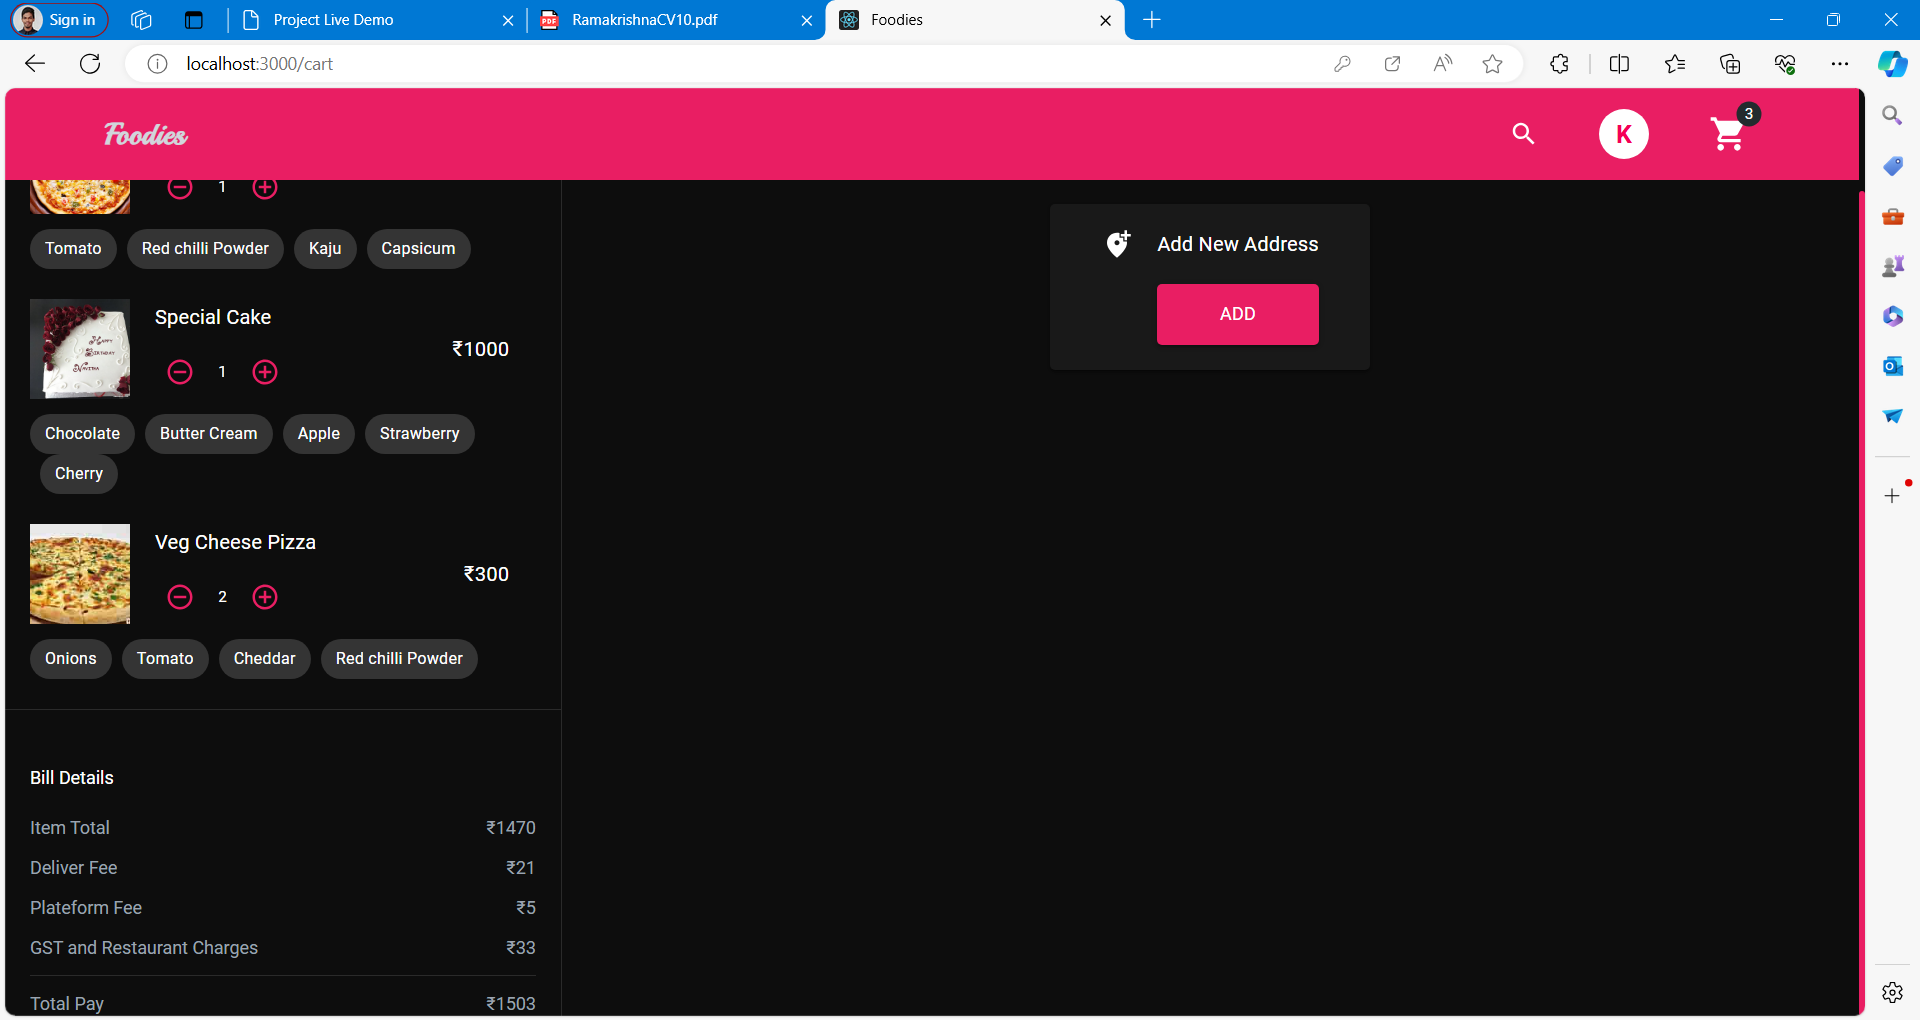 Sign in
Project Live Demo
RamakrishnaCV10.pdf
Foodies
localhost:3000/cart
Foodies
K
3
1
Tomato Red chilli Powder Kaju Capsicum
Add New Address
ADD
Special Cake
₹1000
1
Happy
Birthday
Navitha
Chocolate Butter Cream Apple Strawberry
Cherry
Veg Cheese Pizza
₹300
2
Onions Tomato Cheddar Red chilli Powder
Bill Details
Item Total ₹1470
Deliver Fee ₹21
Plateform Fee ₹5
GST and Restaurant Charges ₹33
Total Pay ₹1503